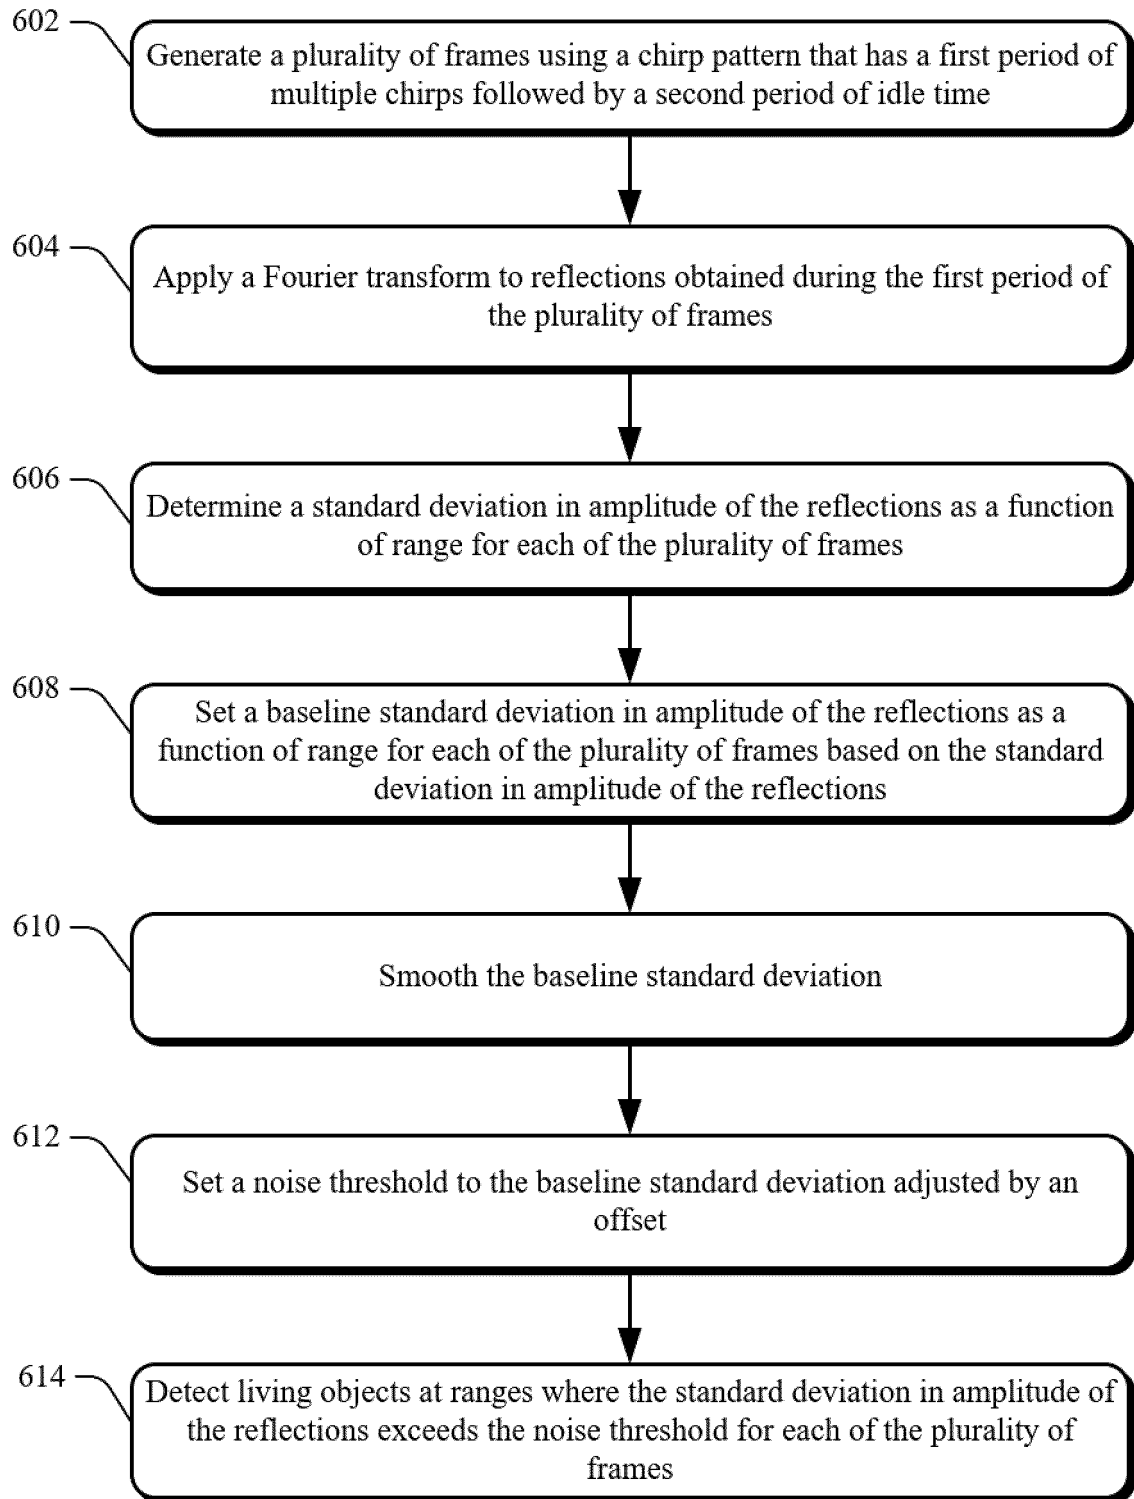 602
Generate a plurality of frames using a chirp pattern that has a first period of
multiple chirps followed by a second period of idle time
604
Apply a Fourier transform to reflections obtained during the first period of
the plurality of frames
606
Determine a standard deviation in amplitude of the reflections as a function
of range for each of the plurality of frames
608
Set a baseline standard deviation in amplitude of the reflections as a
function of range for each of the plurality of frames based on the standard
deviation in amplitude of the reflections
610
Smooth the baseline standard deviation
612
Set a noise threshold to the baseline standard deviation adjusted by an
offset
614
Detect living objects at ranges where the standard deviation in amplitude of
the reflections exceeds the noise threshold for each of the plurality of
frames